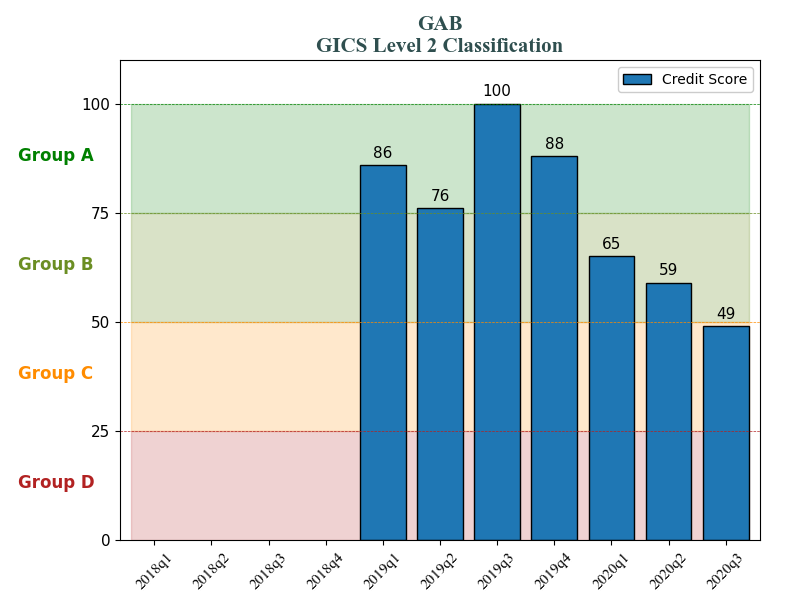 GAB
GICS Level 2 Classification
Credit Score
100
75
50
25
0
Group A
Group B
Group C
Group D
86
76
100
88
65
59
49
2018q1
2018q2
2018q3
2018q4
2019q1
2019q2
2019q3
2019q4
2020q1
2020q2
2020q3